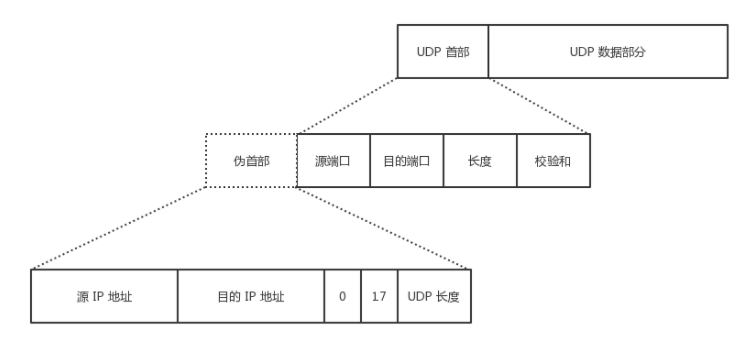 UDP 首部
UDP 数据部分
伪首部
源端口
目的端口
长度
校验和
源 IP 地址
目的 IP 地址
0
17
UDP 长度